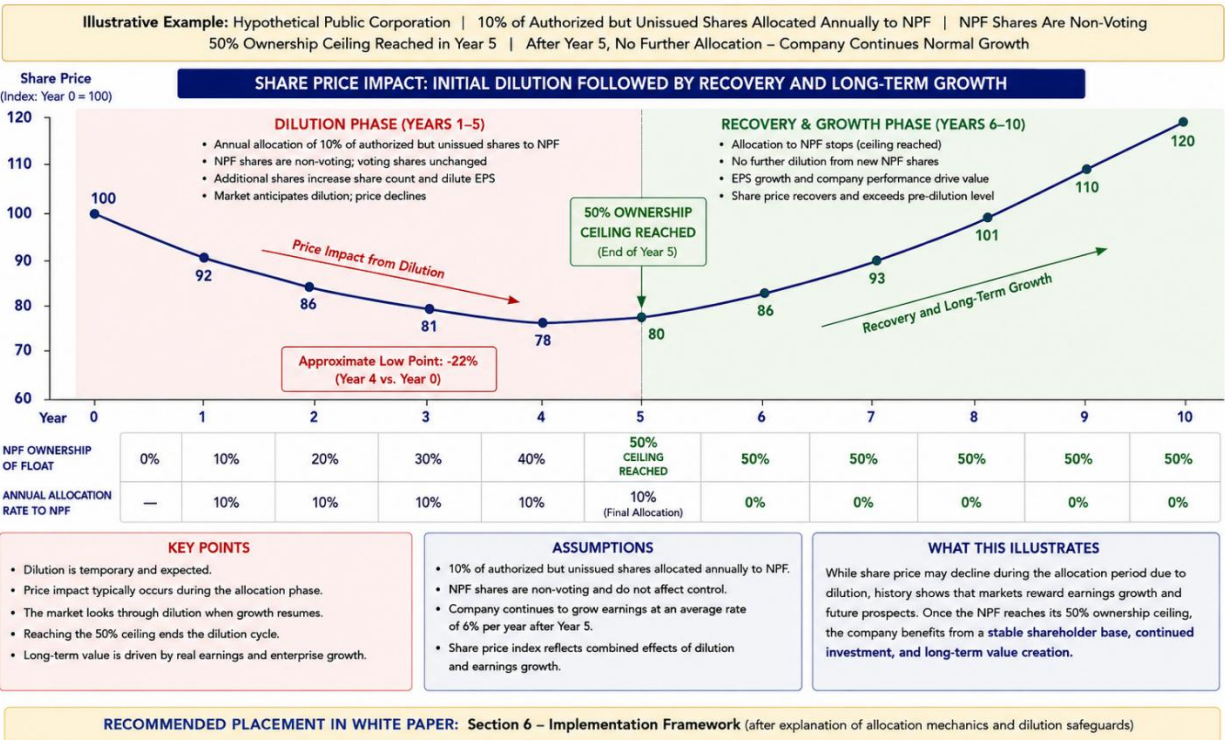 Illustrative Example: Hypothetical Public Corporation | 10% of Authorized but Unissued Shares Allocated Annually to NPF | NPF Shares Are Non-Voting
50% Ownership Ceiling Reached in Year 5 | After Year 5, No Further Allocation – Company Continues Normal Growth
Share Price
(Index: Year 0 = 100)
SHARE PRICE IMPACT: INITIAL DILUTION FOLLOWED BY RECOVERY AND LONG-TERM GROWTH
120
110
100
90
80
70
60
DILUTION PHASE (YEARS 1–5)
• Annual allocation of 10% of authorized but unissued shares to NPF
• NPF shares are non-voting; voting shares unchanged
• Additional shares increase share count and dilute EPS
• Market anticipates dilution; price declines
RECOVERY & GROWTH PHASE (YEARS 6–10)
• Allocation to NPF stops (ceiling reached)
• No further dilution from new NPF shares
• EPS growth and company performance drive value
• Share price recovers and exceeds pre-dilution level
50% OWNERSHIP
CEILING REACHED
(End of Year 5)
Price Impact from Dilution
Recovery and Long-Term Growth
100
92
86
81
78
80
86
93
101
110
120
Approximate Low Point: -22%
(Year 4 vs. Year 0)
Year 0 1 2 3 4 5 6 7 8 9 10
NPF OWNERSHIP
OF FLOAT
0% 10% 20% 30% 40% 50% CEILING REACHED 50% 50% 50% 50% 50%
ANNUAL ALLOCATION
RATE TO NPF
— 10% 10% 10% 10% 10% (Final Allocation) 0% 0% 0% 0% 0%
KEY POINTS
• Dilution is temporary and expected.
• Price impact typically occurs during the allocation phase.
• The market looks through dilution when growth resumes.
• Reaching the 50% ceiling ends the dilution cycle.
• Long-term value is driven by real earnings and enterprise growth.
ASSUMPTIONS
• 10% of authorized but unissued shares allocated annually to NPF.
• NPF shares are non-voting and do not affect control.
• Company continues to grow earnings at an average rate
of 6% per year after Year 5.
• Share price index reflects combined effects of dilution
and earnings growth.
WHAT THIS ILLUSTRATES
While share price may decline during the allocation period due to
dilution, history shows that markets reward earnings growth and
future prospects. Once the NPF reaches its 50% ownership ceiling,
the company benefits from a stable shareholder base, continued
investment, and long-term value creation.
RECOMMENDED PLACEMENT IN WHITE PAPER: Section 6 – Implementation Framework (after explanation of allocation mechanics and dilution safeguards)